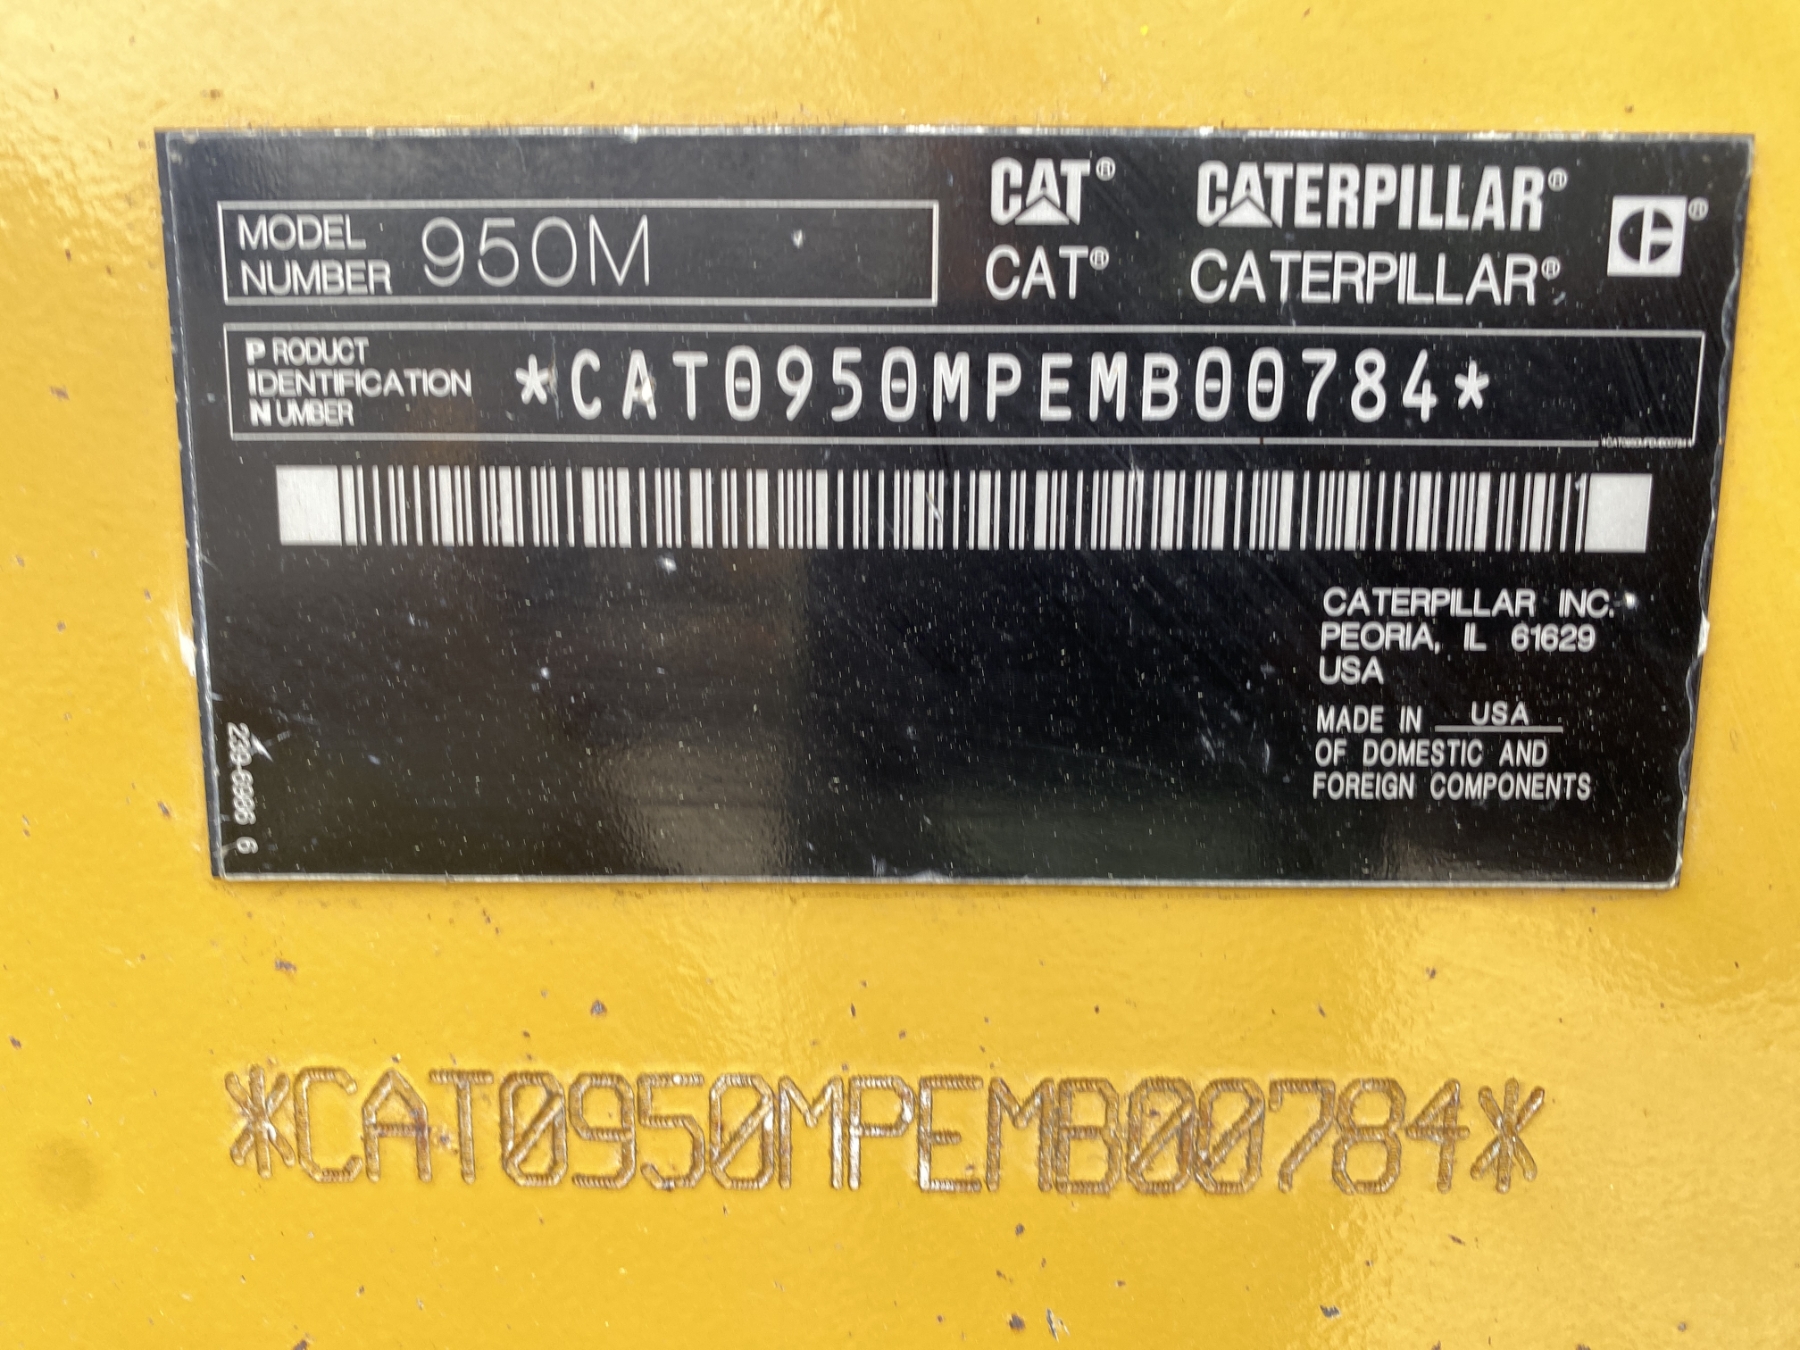 CAT® CATERPILLAR®
MODEL NUMBER 950M
CAT® CATERPILLAR®
PRODUCT
IDENTIFICATION
NUMBER
*CAT0950MPEMB00784*
*CAT0950MPEMB00784*
CATERPILLAR INC.
PEORIA, IL 61629
USA
MADE IN USA
OF DOMESTIC AND
FOREIGN COMPONENTS
*CAT0950MPEMB00784*